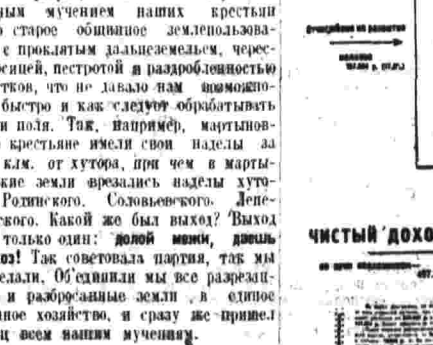 ным мучением наших крестьян
о старое общинное землепользова-
с проклятым дальнеземельем, черес-
осицей, пестротой и раздробленностью
тков, что не давало нам возможно-
быстро и как следует обрабатывать
и поля. Так, например, мартынов-
крестьяне имели свои наделы за
клм. от хутора, при чем в марты-
кие земли врезались наделы хуто-
Родинского, Соловьевского, Лепе-
ского. Какой же был выход? Выход
только один: долой межи, даешь
оз! Так советовала партия, так мы
елали. Об'единили мы все разрезан-
и разбросанные земли в единое
ное хозяйство, и сразу же пришел
ц всем нашим мучениям.
ЧИСТЫЙ ДОХО